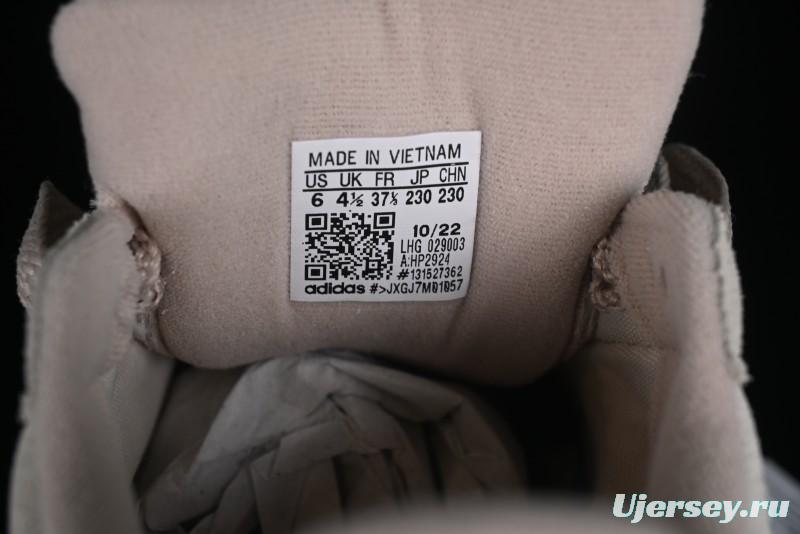 MADE IN VIETNAM
US UK FR JP CHN
6 4½ 37⅓ 230 230
10/22
LHG 029003
A:HP2924
#131527362
adidas #>JXGJ7M01057
Ujersey.ru